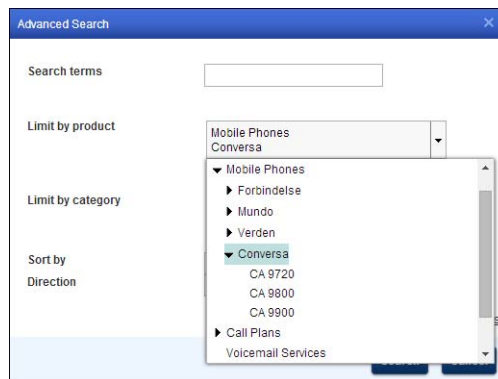 Advanced Search
Search terms
Limit by product
Mobile Phones
Conversa
Mobile Phones
Forbindelse
Mundo
Verden
Limit by category
Conversa
Sort by
CA 9720
Direction
CA 9800
CA 9900
Call Plans
Voicemail Services